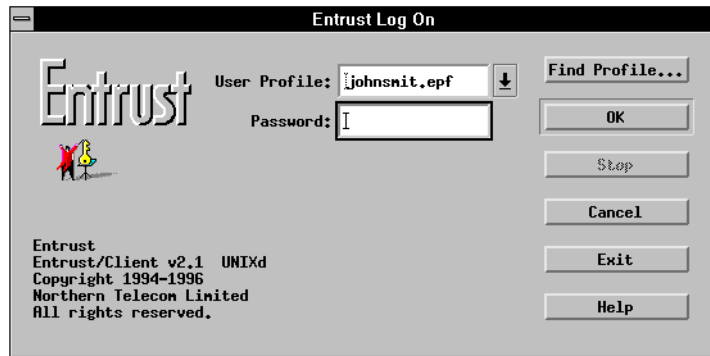 Entrust Log On
Entrust
User Profile: johnsmit.epf
Password:
Find Profile...
OK
Stop
Cancel
Exit
Help
Entrust
Entrust/Client v2.1 UNIXd
Copyright 1994-1996
Northern Telecom Limited
All rights reserved.